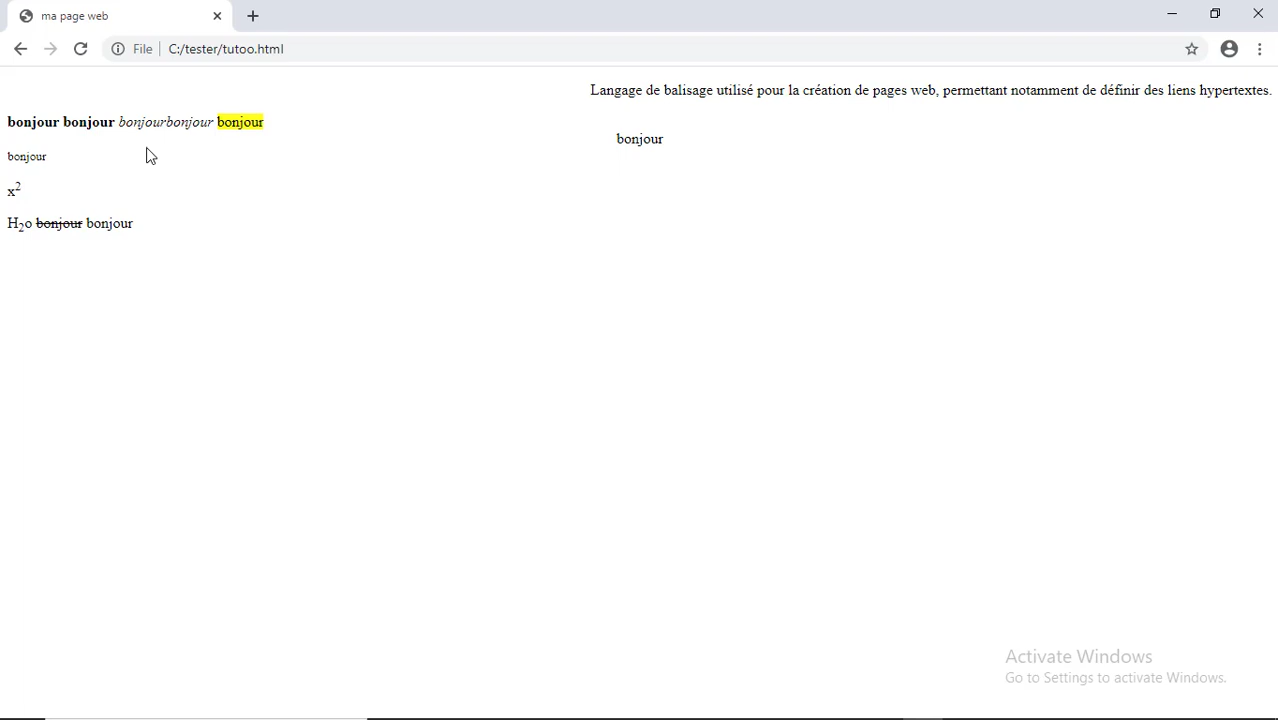 ma page web
File C:/tester/tutoo.html
Langage de balisage utilisé pour la création de pages web, permettant notamment de définir des liens hypertextes.
bonjour bonjour bonjourbonjour bonjour
bonjour
bonjour
x²
H₂o bonjour bonjour
Activate Windows
Go to Settings to activate Windows.